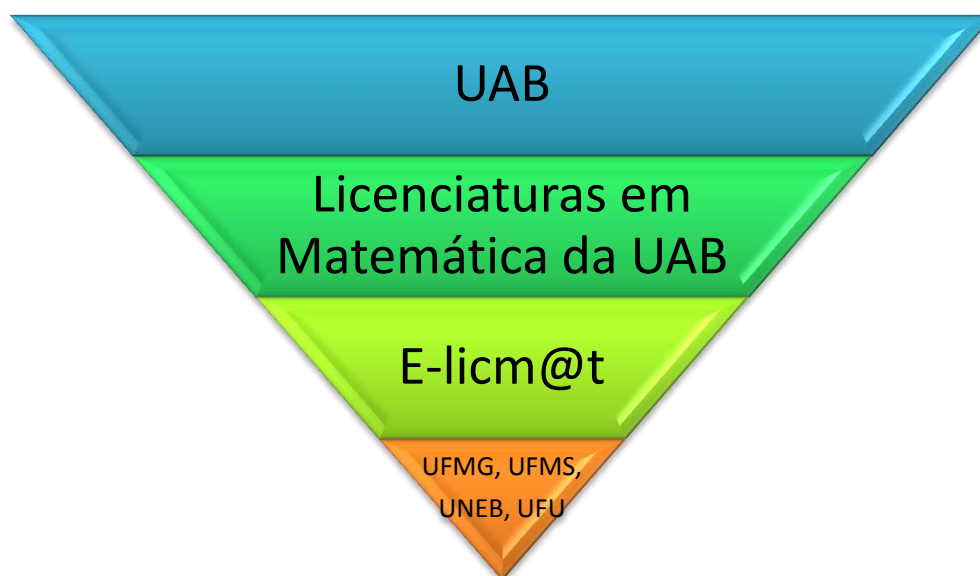 UAB
Licenciaturas em
Matemática da UAB
E-licm@t
UFMG, UFMS,
UNEB, UFU